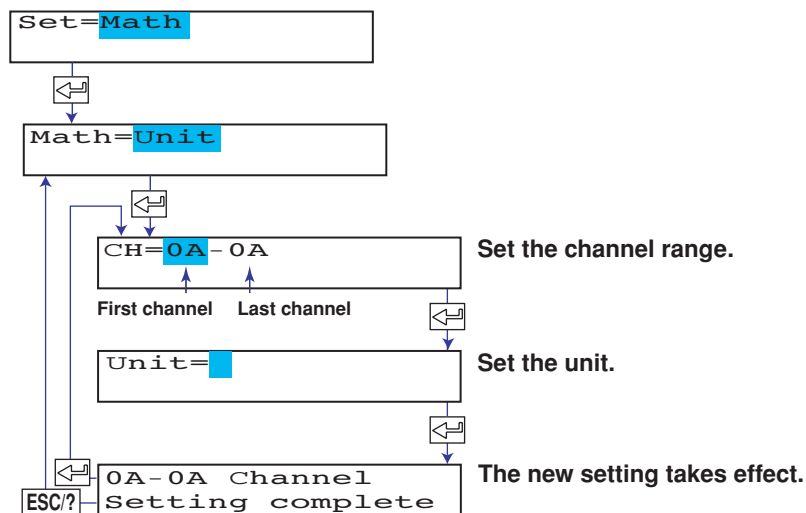 Set=Math
Math=Unit
CH=0A-0A
Set the channel range.
First channel Last channel
Unit=
Set the unit.
0A-0A Channel
Setting complete
The new setting takes effect.
ESC/?